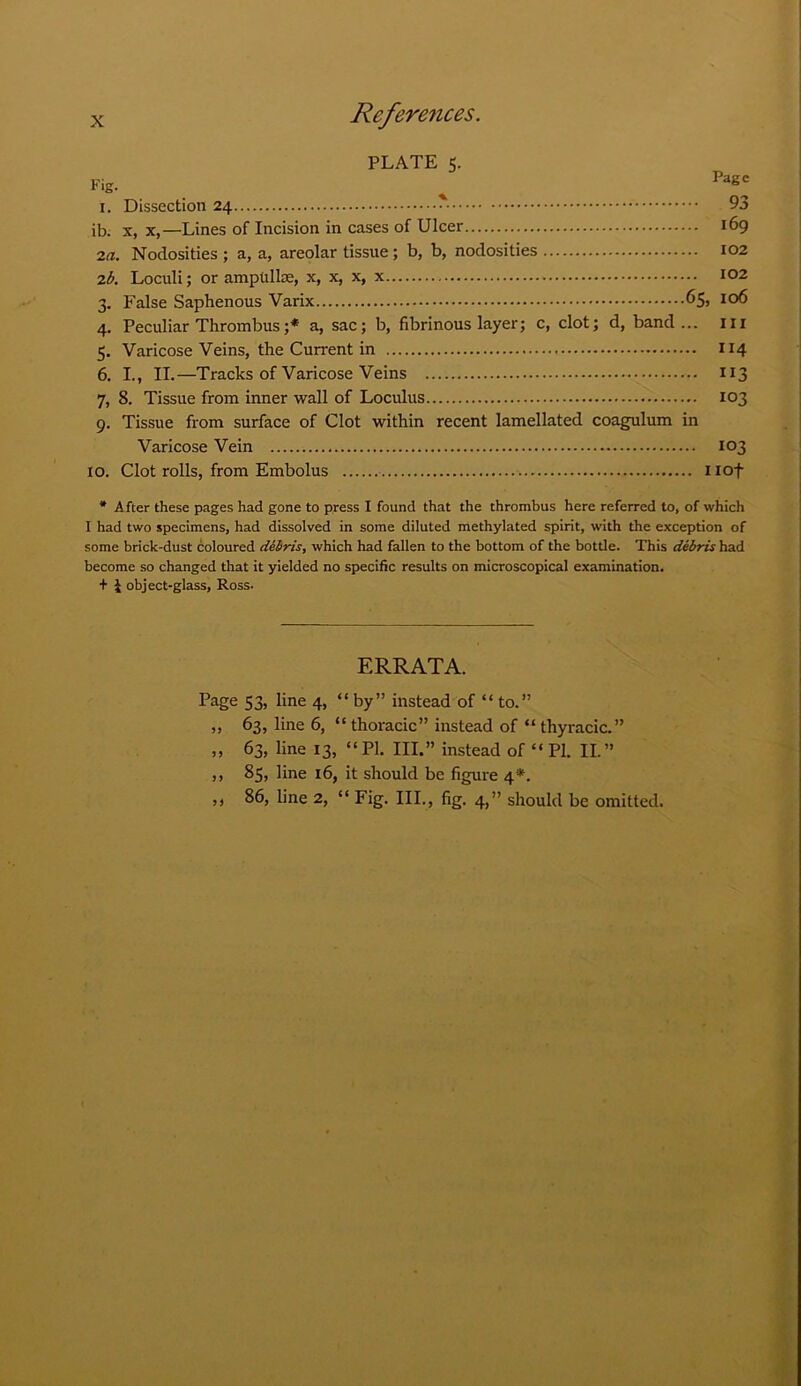 x
References.
PLATE 5.
Fig. Page
1. Dissection 24........................ 93
ib. x, x,—Lines of Incision in cases of Ulcer........................ 169
2a. Nodosities ; a, a, areolar tissue ; b, b, nodosities ........................ 102
2b. Loculi ; or ampûllæ, x, x, x, x........................ 102
3. False Saphenous Varix........................65, 106
4. Peculiar Thrombus ;* a, sac ; b, fibrinous layer ; c, clot ; d, band ... 111
5. Varicose Veins, the Current in ........................ 114
6. I., II.—Tracks of Varicose Veins ........................ 113
7, 8. Tissue from inner wall of Loculus........................ 103
9. Tissue from surface of Clot within recent lamellated coagulum in
Varicose Vein ........................ 103
10. Clot rolls, from Embolus ........................ 110†
* After these pages had gone to press I found that the thrombus here referred to, of which
I had two specimens, had dissolved in some diluted methylated spirit, with the exception of
some brick-dust coloured débris, which had fallen to the bottom of the bottle. This débris had
become so changed that it yielded no specific results on microscopical examination.
† ¼ object-glass, Ross.
ERRATA.
Page 53, line 4, “by” instead of “to.”
,, 63, line 6, “thoracic” instead of “thyracic.”
,, 63, line 13, “Pl. III.” instead of “Pl. II.”
,, 85, line 16, it should be figure 4*.
,, 86, line 2, “Fig. III., fig. 4,” should be omitted.